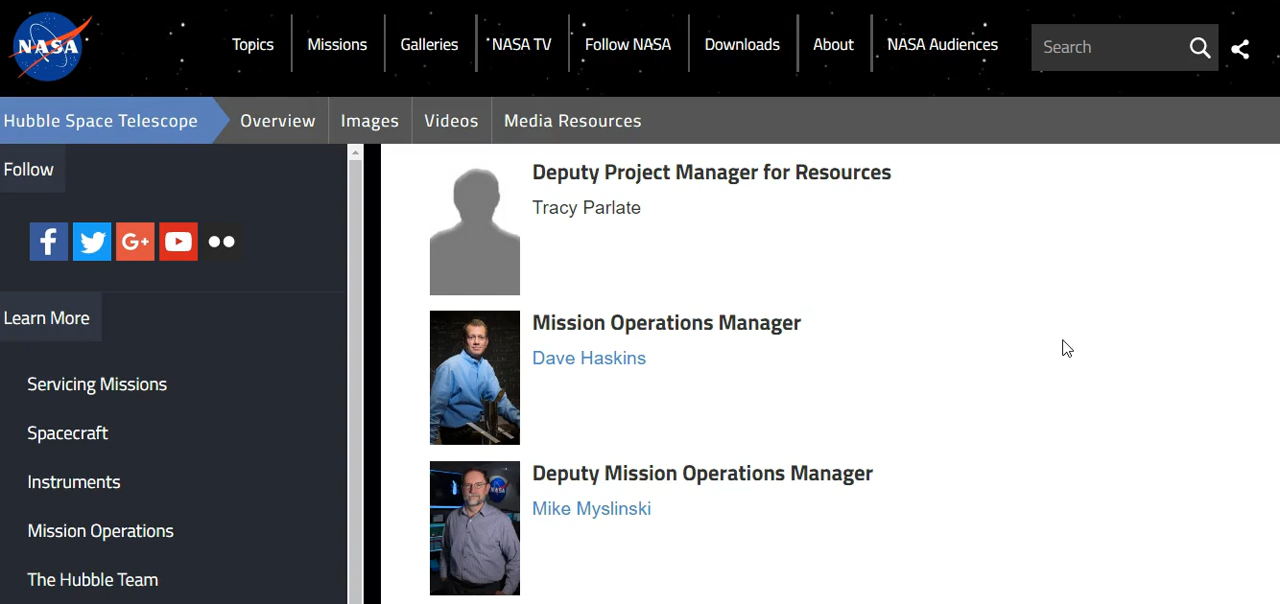 NASA
Topics
Missions
Galleries
NASA TV
Follow NASA
Downloads
About
NASA Audiences
Search
Hubble Space Telescope
Overview
Images
Videos
Media Resources
Follow
f
G+
Learn More
Servicing Missions
Spacecraft
Instruments
Mission Operations
The Hubble Team
Deputy Project Manager for Resources
Tracy Parlate
Mission Operations Manager
Dave Haskins
Deputy Mission Operations Manager
Mike Myslinski
NASA